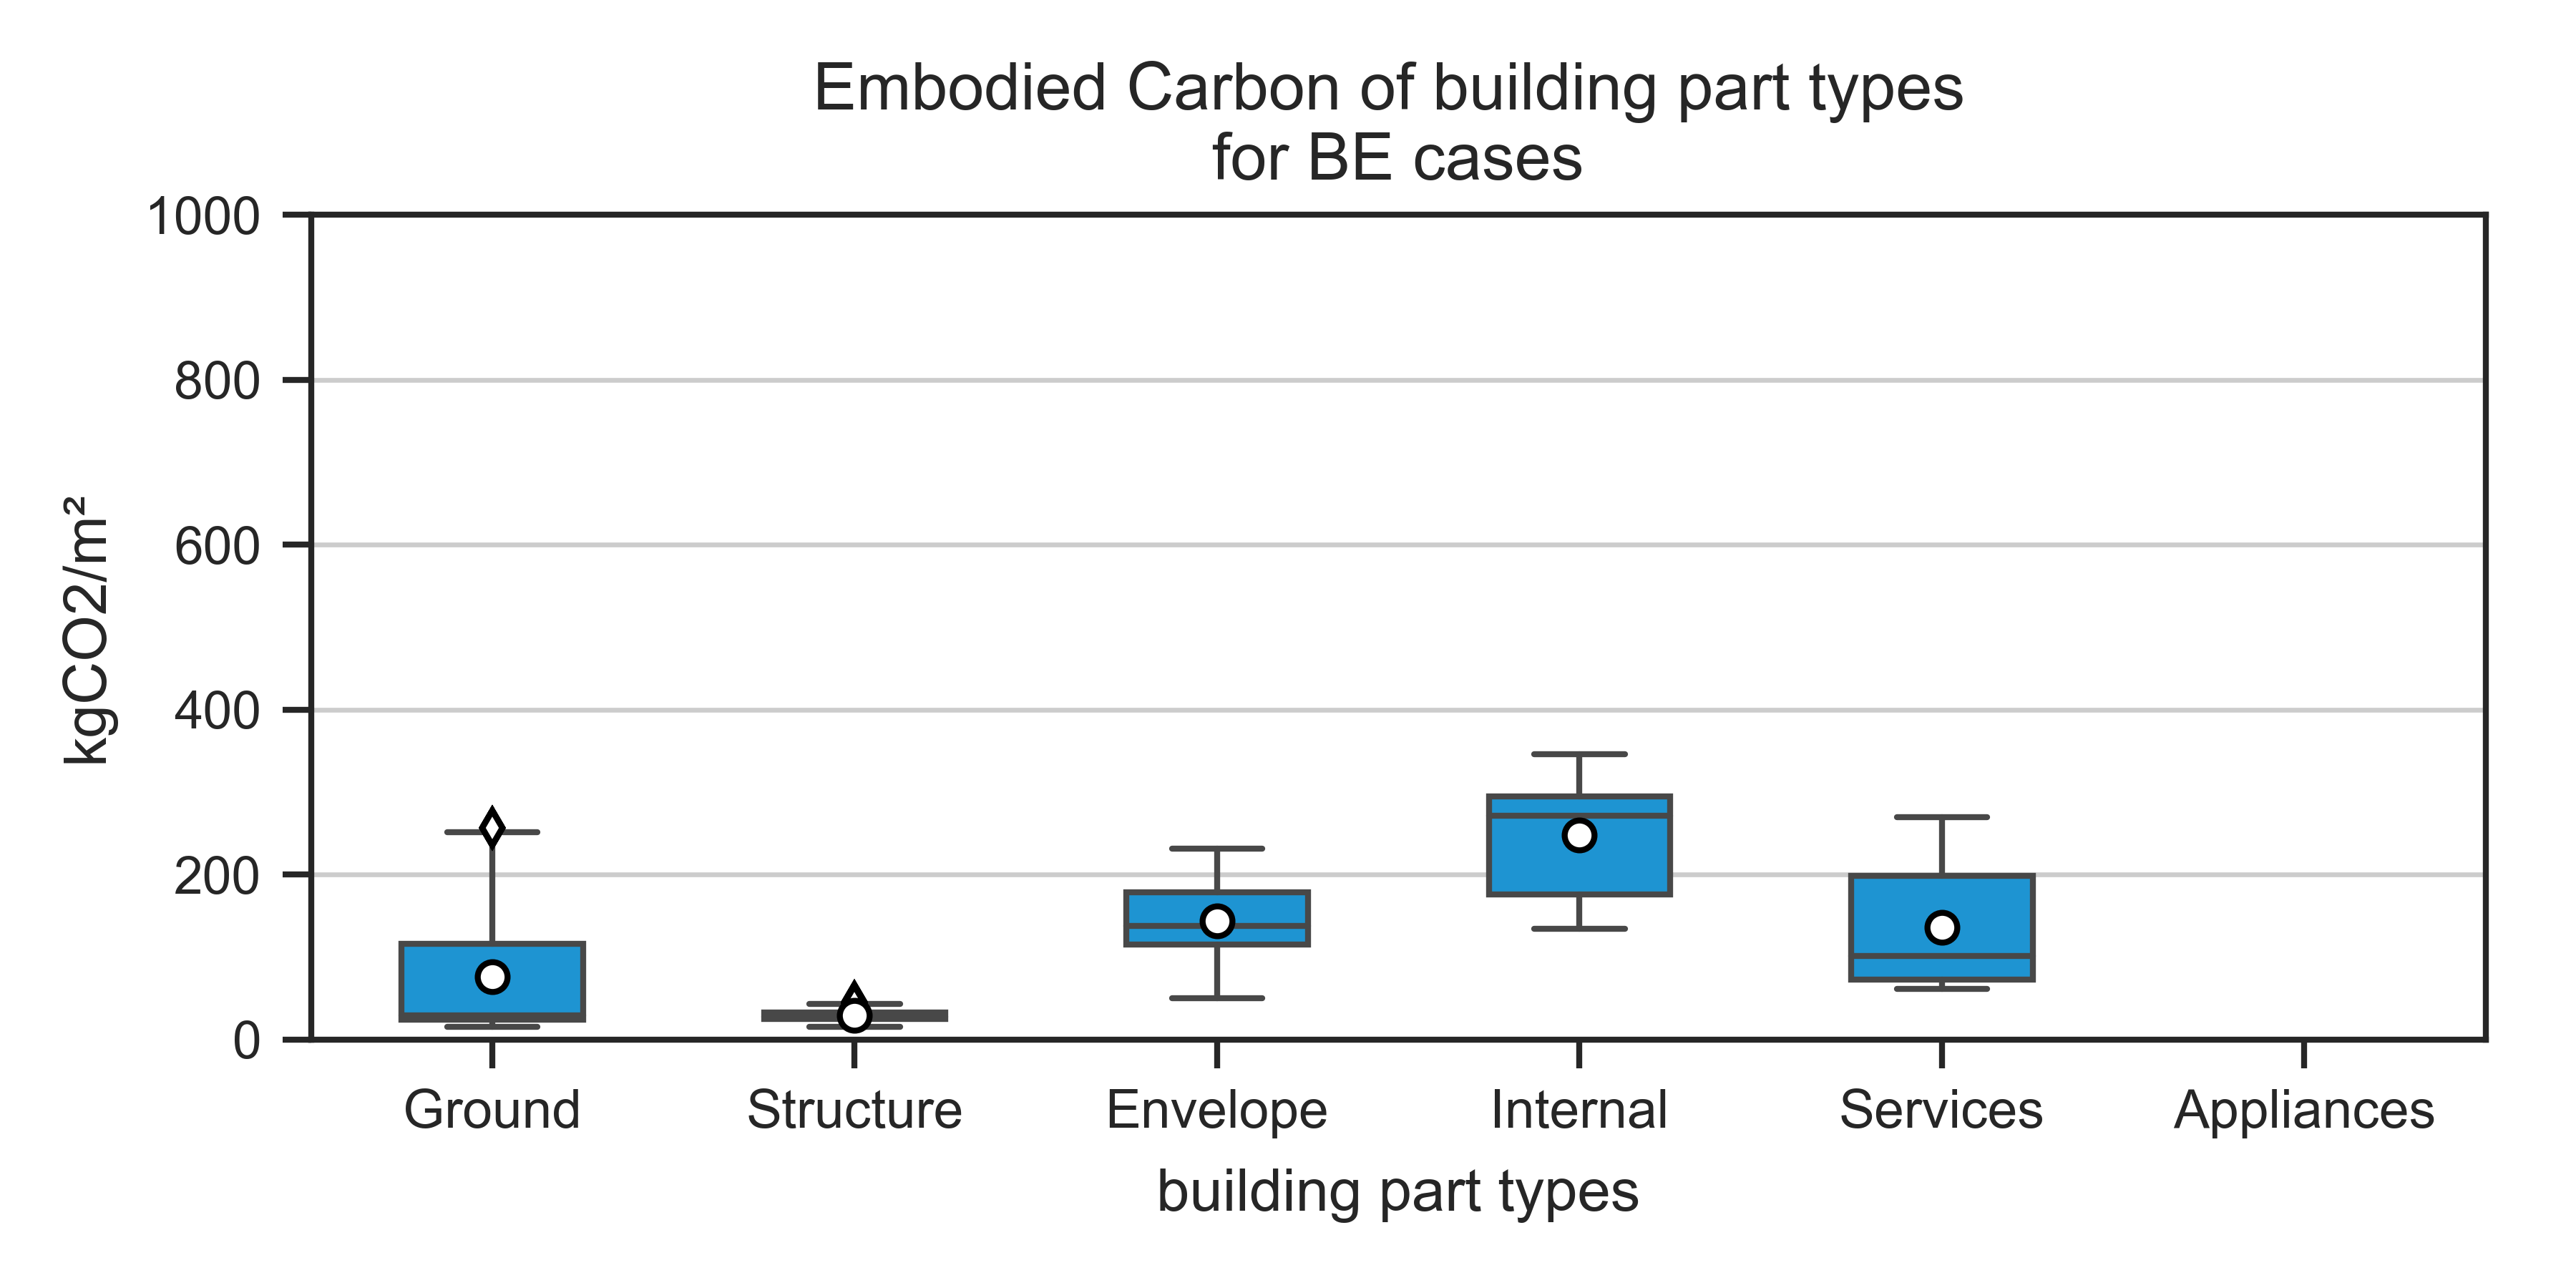 Embodied Carbon of building part types
for BE cases
1000
800
600
400
200
0
kgCO2/m²
Ground
Structure
Envelope
Internal
Services
Appliances
building part types